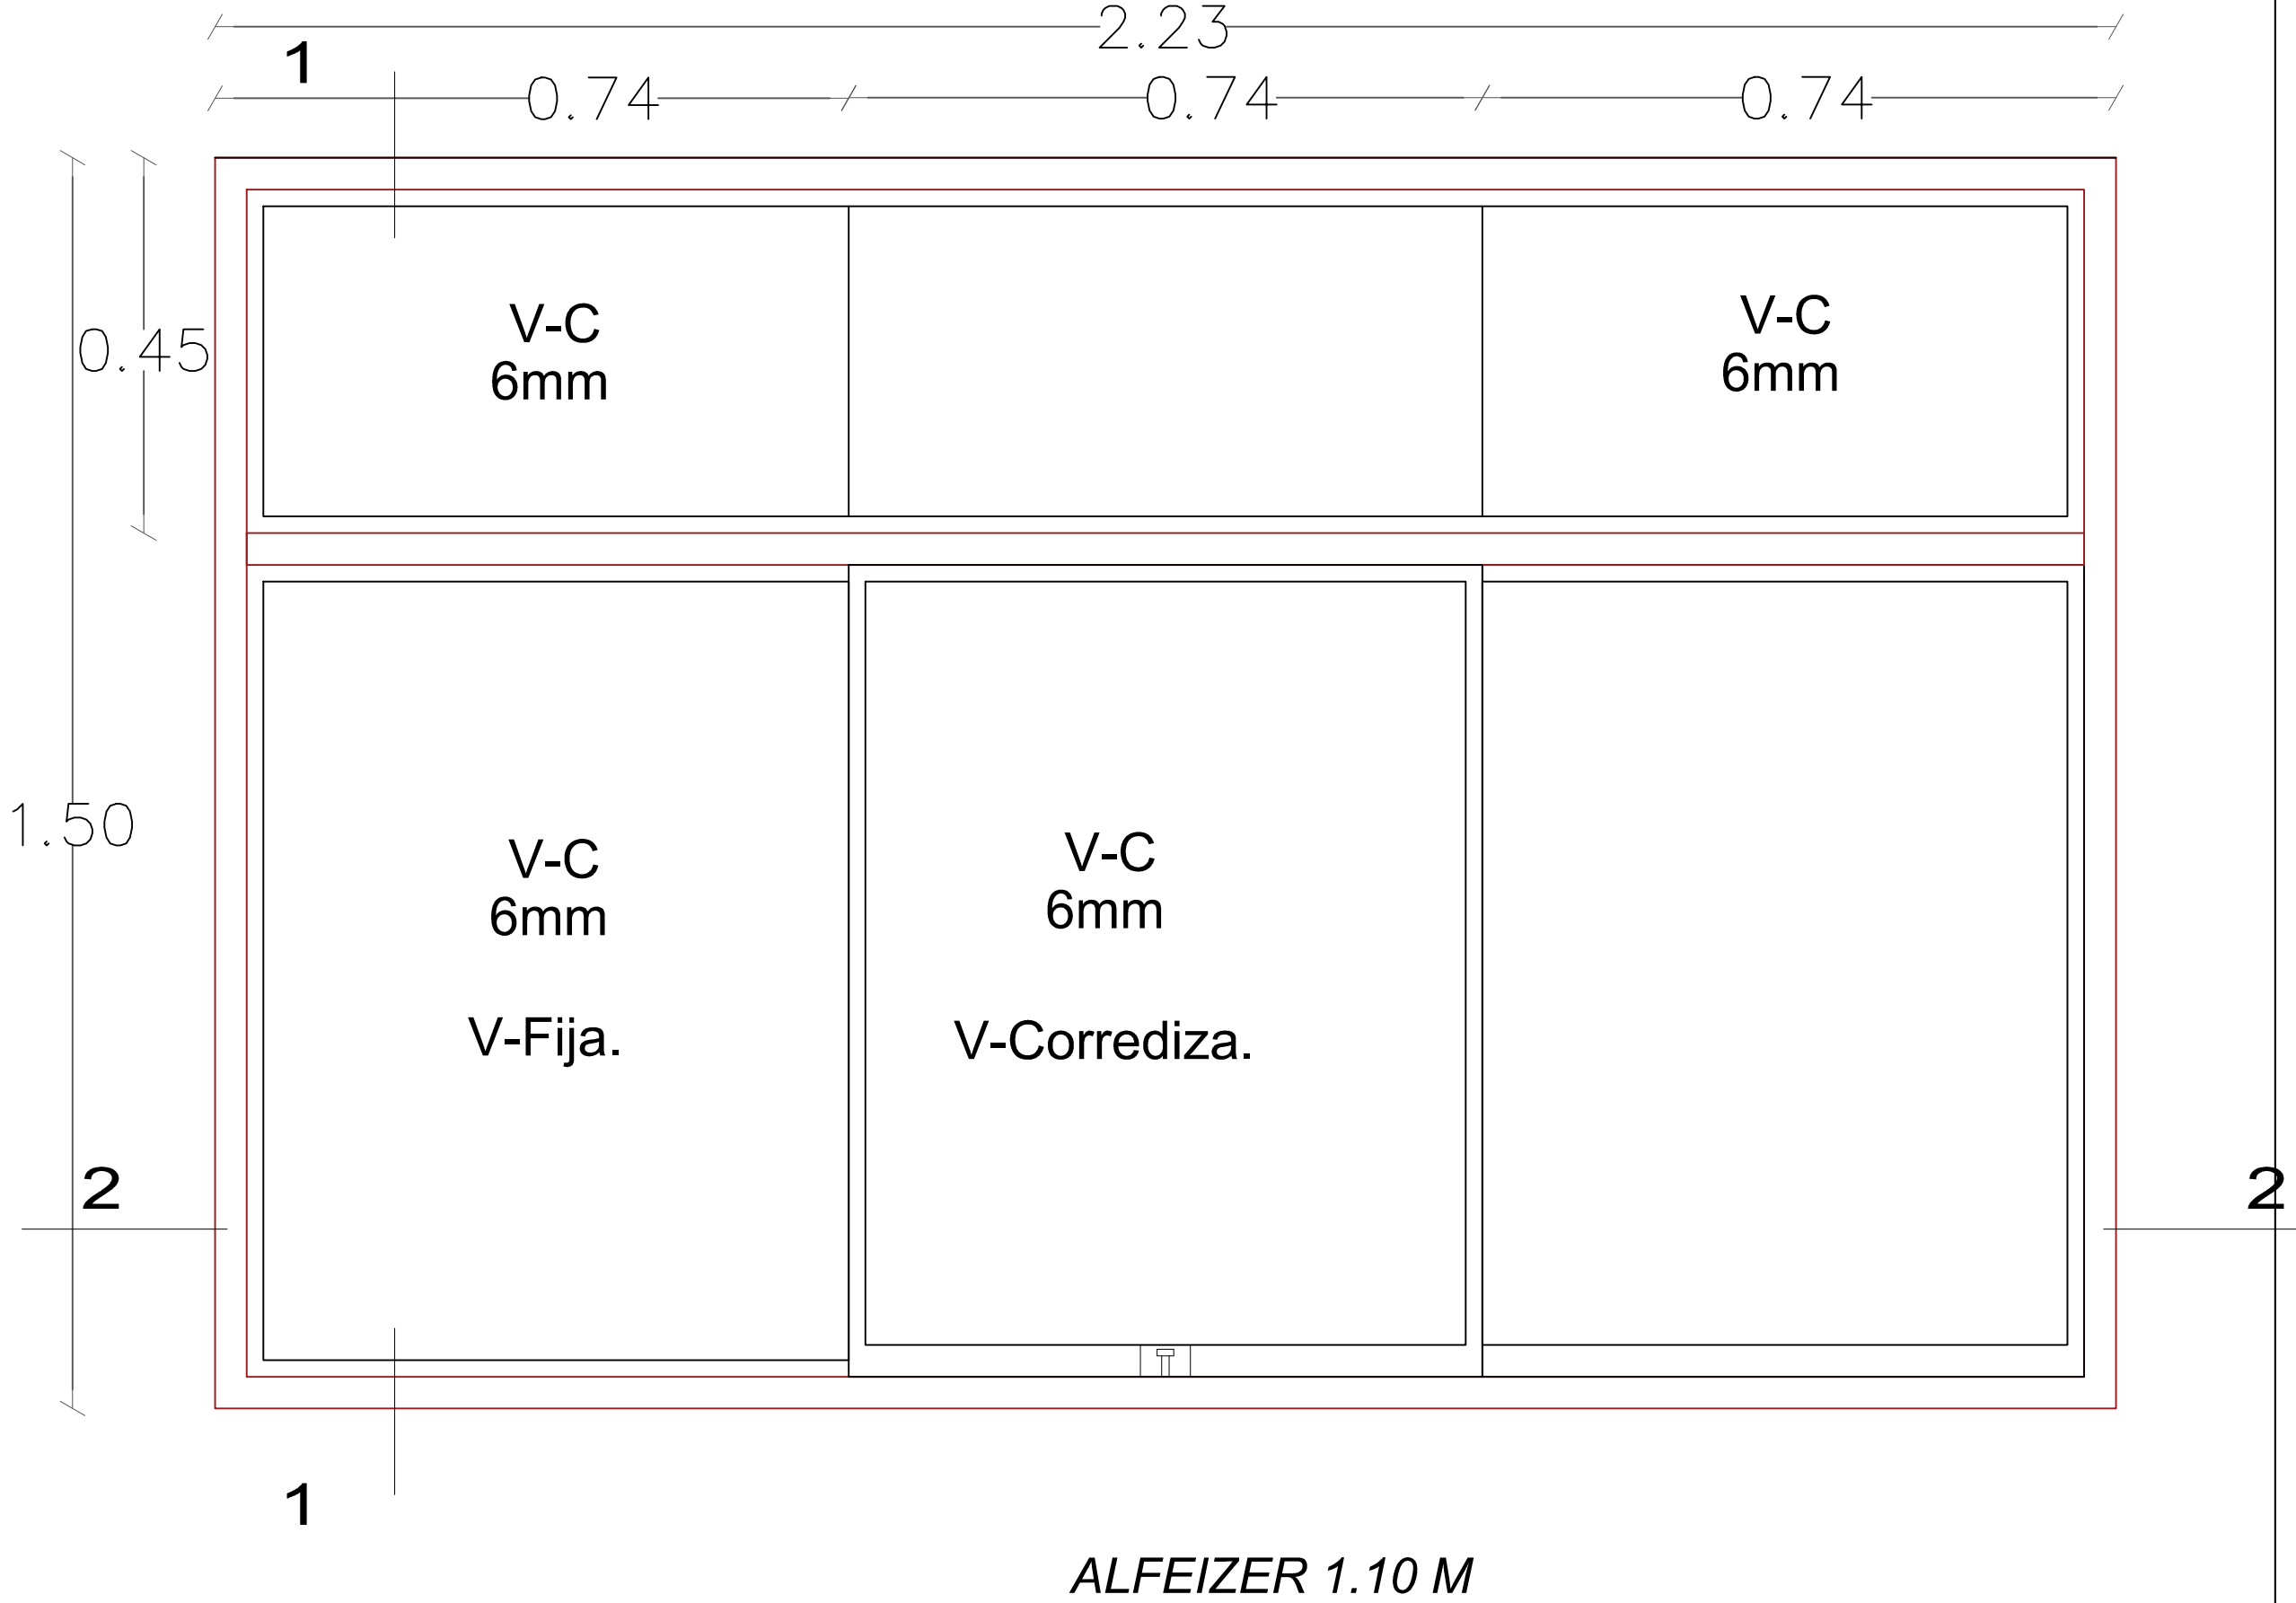 2.23
1
0.74
0.74
0.74
V-C
6mm
V-C
6mm
0.45
1.50
V-C
6mm
V-Fija.
V-C
6mm
V-Corrediza.
2
2
1
ALFEIZER 1.10 M